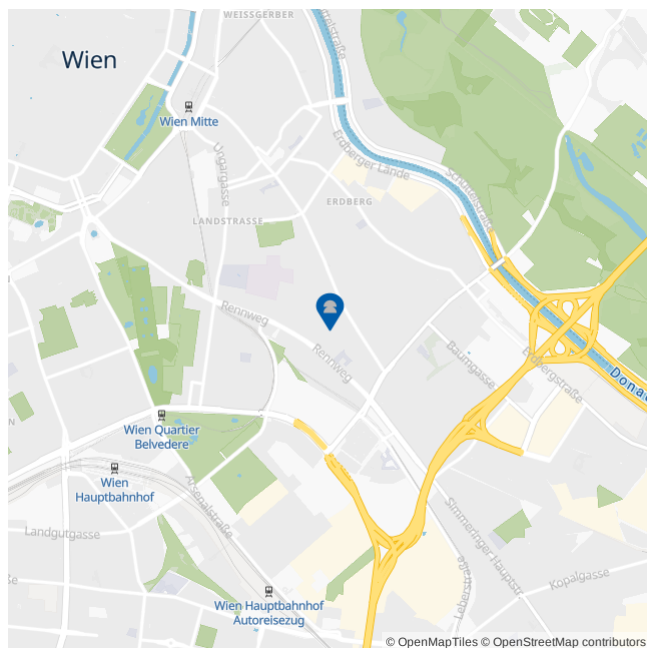 WEISSGERBER
Wien
Wien Mitte
Ungargasse
Erdberger Lände
Schüttelstraße
ERDBERG
LANDSTRASSE
Rennweg
Rennweg
Baumgasse
Erdbergstraße
Donau
Wien Quartier
Belvedere
Wien
Hauptbahnhof
Arsenalstraße
Landgutgasse
Simmeringer Hauptstr.
Leberstraße
Kopalgasse
Wien Hauptbahnhof
Autoreisezug
© OpenMapTiles © OpenStreetMap contributors